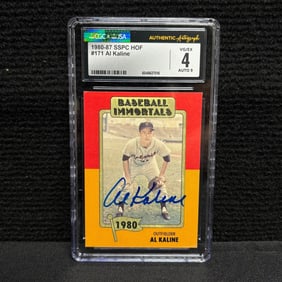 AUTHENTIC Autograph
1980-87 SSPC HOF
#171 Al Kaline
VG/EX
4
AUTO 9
BASEBALL
IMMORTALS
Al Kaline
1980
OUTFIELDER
AL KALINE